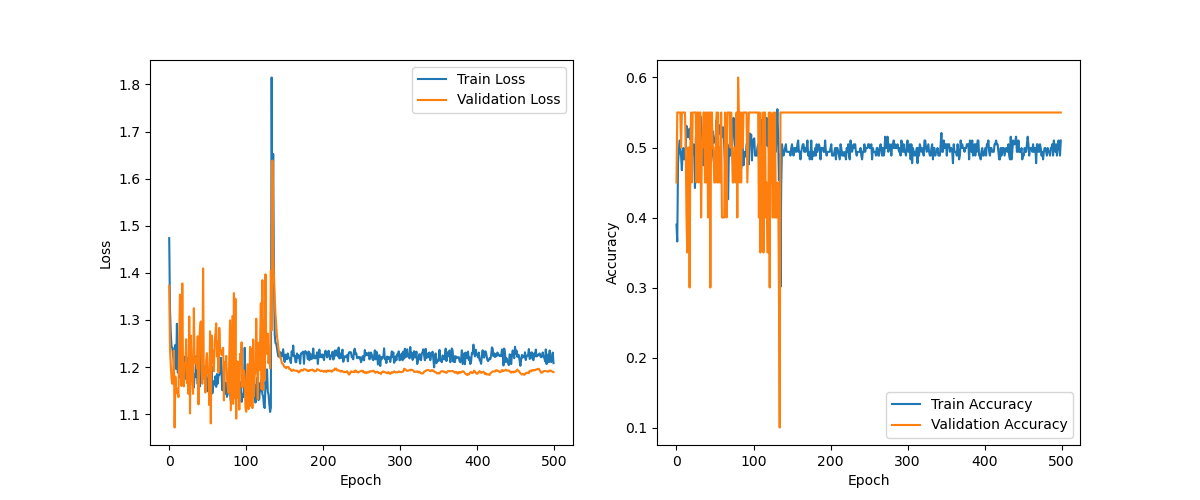 1.8
1.7
1.6
1.5
1.4
1.3
1.2
1.1
Loss
0 100 200 300 400 500
Epoch
Train Loss
Validation Loss
0.6
0.5
0.4
0.3
0.2
0.1
Accuracy
0 100 200 300 400 500
Epoch
Train Accuracy
Validation Accuracy